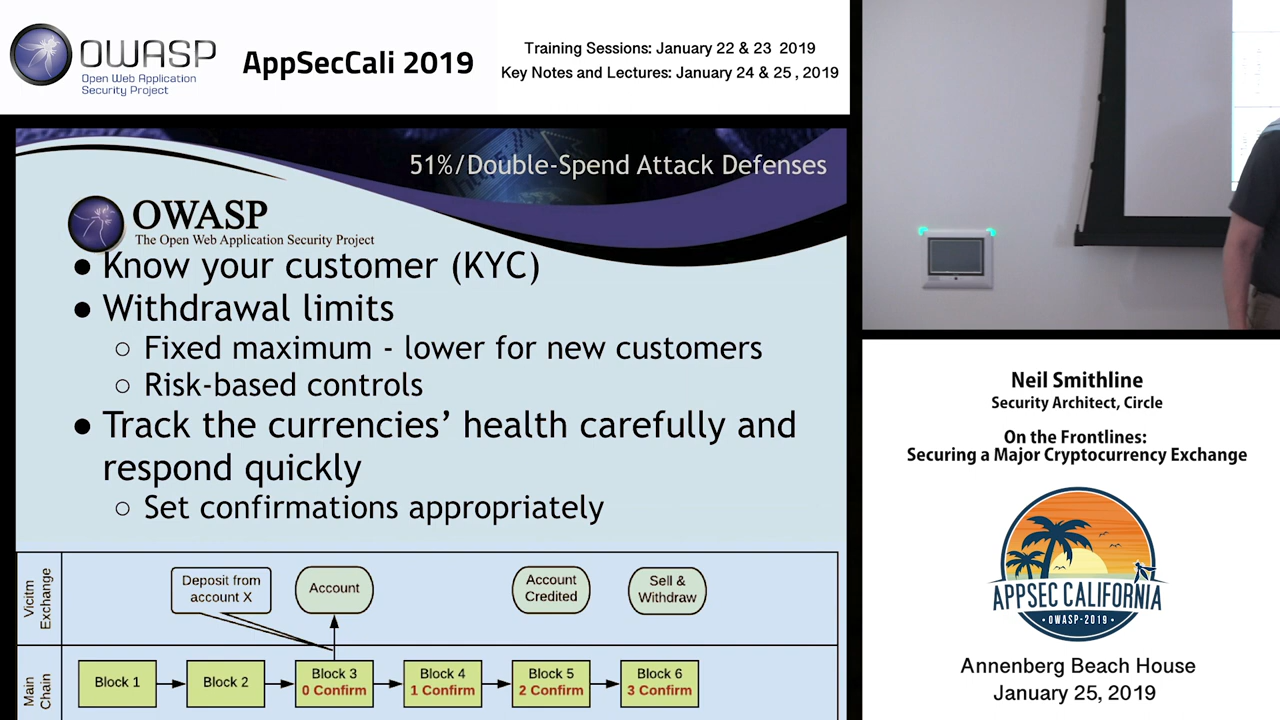 OWASP
Open Web Application
Security Project
AppSecCali 2019
Training Sessions: January 22 & 23 2019
Key Notes and Lectures: January 24 & 25, 2019
51%/Double-Spend Attack Defenses
OWASP
The Open Web Application Security Project
● Know your customer (KYC)
● Withdrawal limits
○ Fixed maximum - lower for new customers
○ Risk-based controls
● Track the currencies' health carefully and
respond quickly
○ Set confirmations appropriately
Vicitm
Exchange
Deposit from
account X
Account
Account
Credited
Sell &
Withdraw
Main
Chain
Block 1
Block 2
Block 3
0 Confirm
Block 4
1 Confirm
Block 5
2 Confirm
Block 6
3 Confirm
Neil Smithline
Security Architect, Circle
On the Frontlines:
Securing a Major Cryptocurrency Exchange
APPSEC CALIFORNIA
• OWASP-2019 •
Annenberg Beach House
January 25, 2019